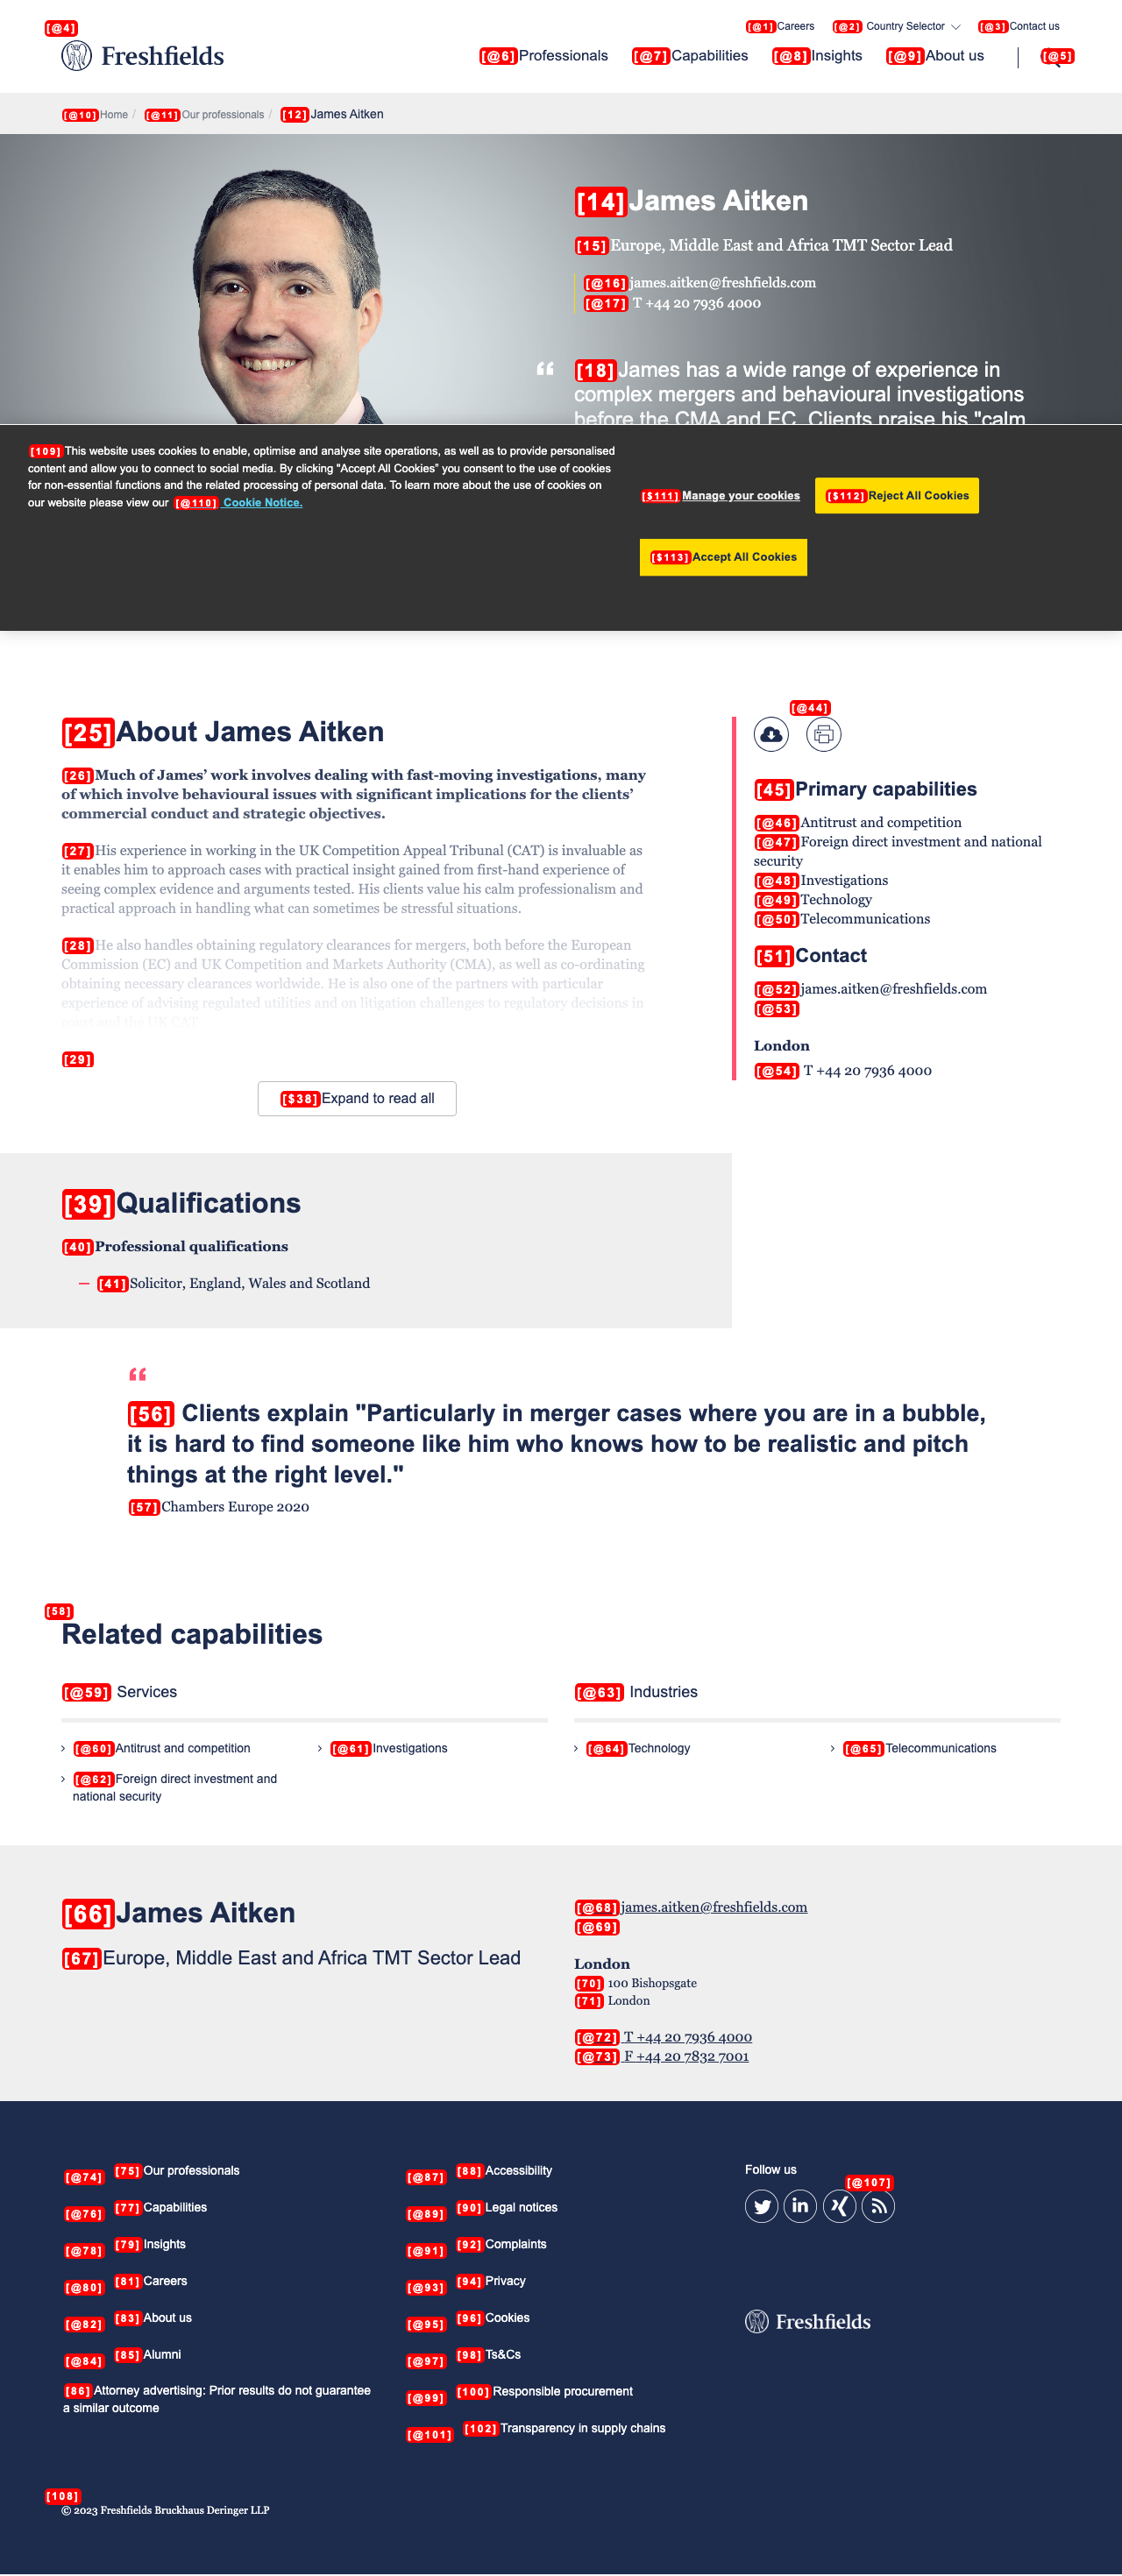 [@4]
[@1]Careers [@2] Country Selector [@3]Contact us
Freshfields
[@6]Professionals [@7]Capabilities [@8]Insights [@9]About us [@5]
[@10]Home / [@11]Our professionals / [12]James Aitken
[14]James Aitken
[15]Europe, Middle East and Africa TMT Sector Lead
[@16]james.aitken@freshfields.com
[@17] T +44 20 7936 4000
“ [18]James has a wide range of experience in
complex mergers and behavioural investigations
before the CMA and EC. Clients praise his "calm
[109]This website uses cookies to enable, optimise and analyse site operations, as well as to provide personalised
content and allow you to connect to social media. By clicking "Accept All Cookies" you consent to the use of cookies
for non-essential functions and the related processing of personal data. To learn more about the use of cookies on
our website please view our [@110] Cookie Notice.
[$111]Manage your cookies [$112]Reject All Cookies
[$113]Accept All Cookies
[25]About James Aitken
[26]Much of James’ work involves dealing with fast-moving investigations, many
of which involve behavioural issues with significant implications for the clients’
commercial conduct and strategic objectives.
[27]His experience in working in the UK Competition Appeal Tribunal (CAT) is invaluable as
it enables him to approach cases with practical insight gained from first-hand experience of
seeing complex evidence and arguments tested. His clients value his calm professionalism and
practical approach in handling what can sometimes be stressful situations.
[28]He also handles obtaining regulatory clearances for mergers, both before the European
Commission (EC) and UK Competition and Markets Authority (CMA), as well as co-ordinating
obtaining necessary clearances worldwide. He is also one of the partners with particular
experience of advising regulated utilities and on litigation challenges to regulatory decisions in
court and the UK CAT.
[29]
[$38]Expand to read all
[@44]
[45]Primary capabilities
[@46]Antitrust and competition
[@47]Foreign direct investment and national
security
[@48]Investigations
[@49]Technology
[@50]Telecommunications
[51]Contact
[@52]james.aitken@freshfields.com
[@53]
London
[@54] T +44 20 7936 4000
[39]Qualifications
[40]Professional qualifications
[41]Solicitor, England, Wales and Scotland
“
[56] Clients explain "Particularly in merger cases where you are in a bubble,
it is hard to find someone like him who knows how to be realistic and pitch
things at the right level."
[57]Chambers Europe 2020
[58]
Related capabilities
[@59] Services
[@60]Antitrust and competition [@61]Investigations
[@62]Foreign direct investment and
national security
[@63] Industries
[@64]Technology [@65]Telecommunications
[66]James Aitken
[67]Europe, Middle East and Africa TMT Sector Lead
[@68]james.aitken@freshfields.com
[@69]
London
[70] 100 Bishopsgate
[71] London
[@72] T +44 20 7936 4000
[@73] F +44 20 7832 7001
[@74] [75]Our professionals
[@76] [77]Capabilities
[@78] [79]Insights
[@80] [81]Careers
[@82] [83]About us
[@84] [85]Alumni
[86]Attorney advertising: Prior results do not guarantee
a similar outcome
[@87] [88]Accessibility
[@89] [90]Legal notices
[@91] [92]Complaints
[@93] [94]Privacy
[@95] [96]Cookies
[@97] [98]Ts&Cs
[@99] [100]Responsible procurement
[@101] [102]Transparency in supply chains
Follow us
[@107]
in
Freshfields
[108]
© 2023 Freshfields Bruckhaus Deringer LLP